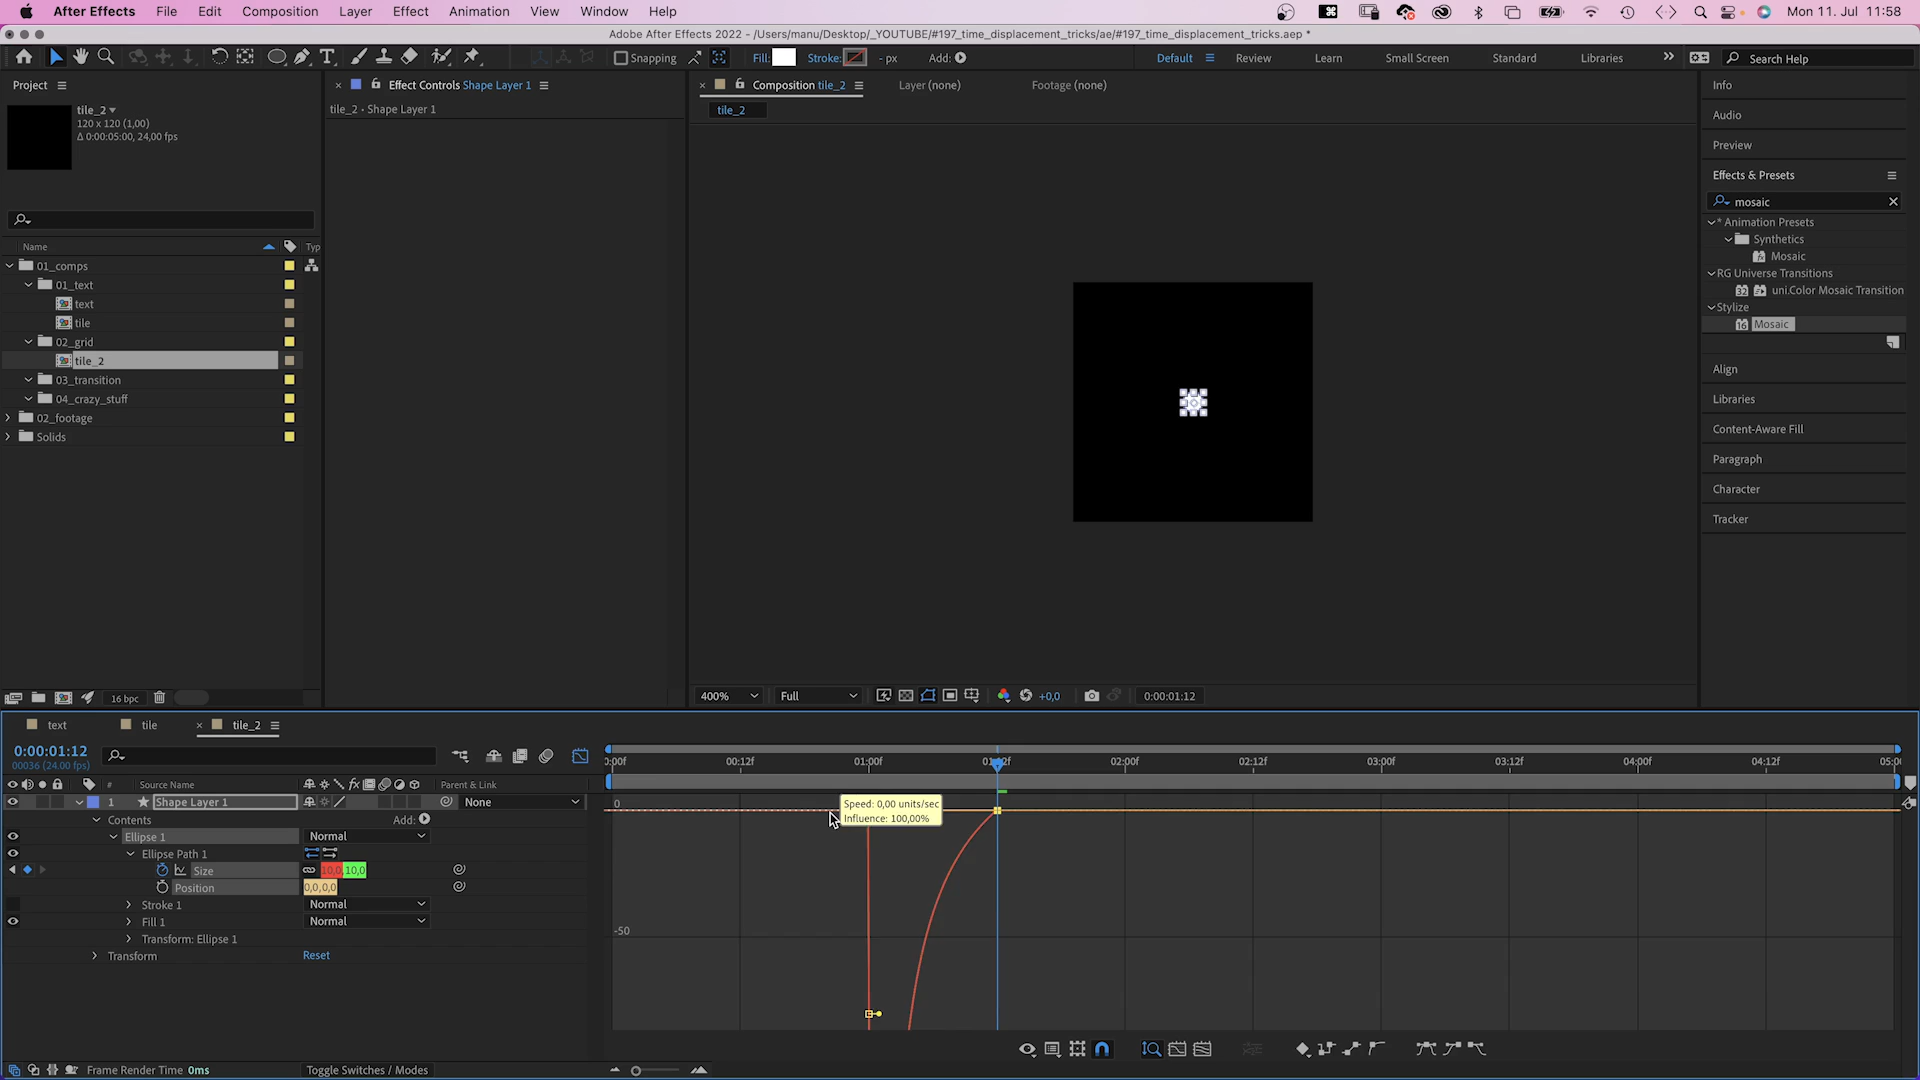 After Effects File Edit Composition Layer Effect Animation View Window Help Mon 11. Jul 11:58
Adobe After Effects 2022 - /Users/manu/Desktop/_YOUTUBE/#197_time_displacement_tricks/ae/#197_time_displacement_tricks.aep *
Snapping Fill: Stroke: - px Add: Default Review Learn Small Screen Standard Libraries Search Help
Project Effect Controls Shape Layer 1 Composition tile_2 Layer (none) Footage (none) Info
tile_2 tile_2 • Shape Layer 1 tile_2
120 x 120 (1,00)
Δ 0:00:05:00, 24,00 fps
Audio
Preview
Effects & Presets
mosaic
* Animation Presets
Synthetics
Mosaic
RG Universe Transitions
32 uni.Color Mosaic Transition
Stylize
16 Mosaic
Align
Libraries
Content-Aware Fill
Paragraph
Character
Tracker
Name Typ
01_comps
01_text
text
tile
02_grid
tile_2
03_transition
04_crazy_stuff
02_footage
Solids
16 bpc 400% Full +0,0 0:00:01:12
text tile tile_2
0:00:01:12
00036 (24.00 fps)
):00f 00:12f 01:00f 01:12f 02:00f 02:12f 03:00f 03:12f 04:00f 04:12f 05:0(
# Source Name fx Parent & Link
1 Shape Layer 1 None
Contents Add:
Ellipse 1 Normal
Ellipse Path 1
Size 10,0,10,0
Position 0,0,0,0
Stroke 1 Normal
Fill 1 Normal
Transform: Ellipse 1
Transform Reset
0
Speed: 0,00 units/sec
Influence: 100,00%
-50
Frame Render Time 0ms Toggle Switches / Modes